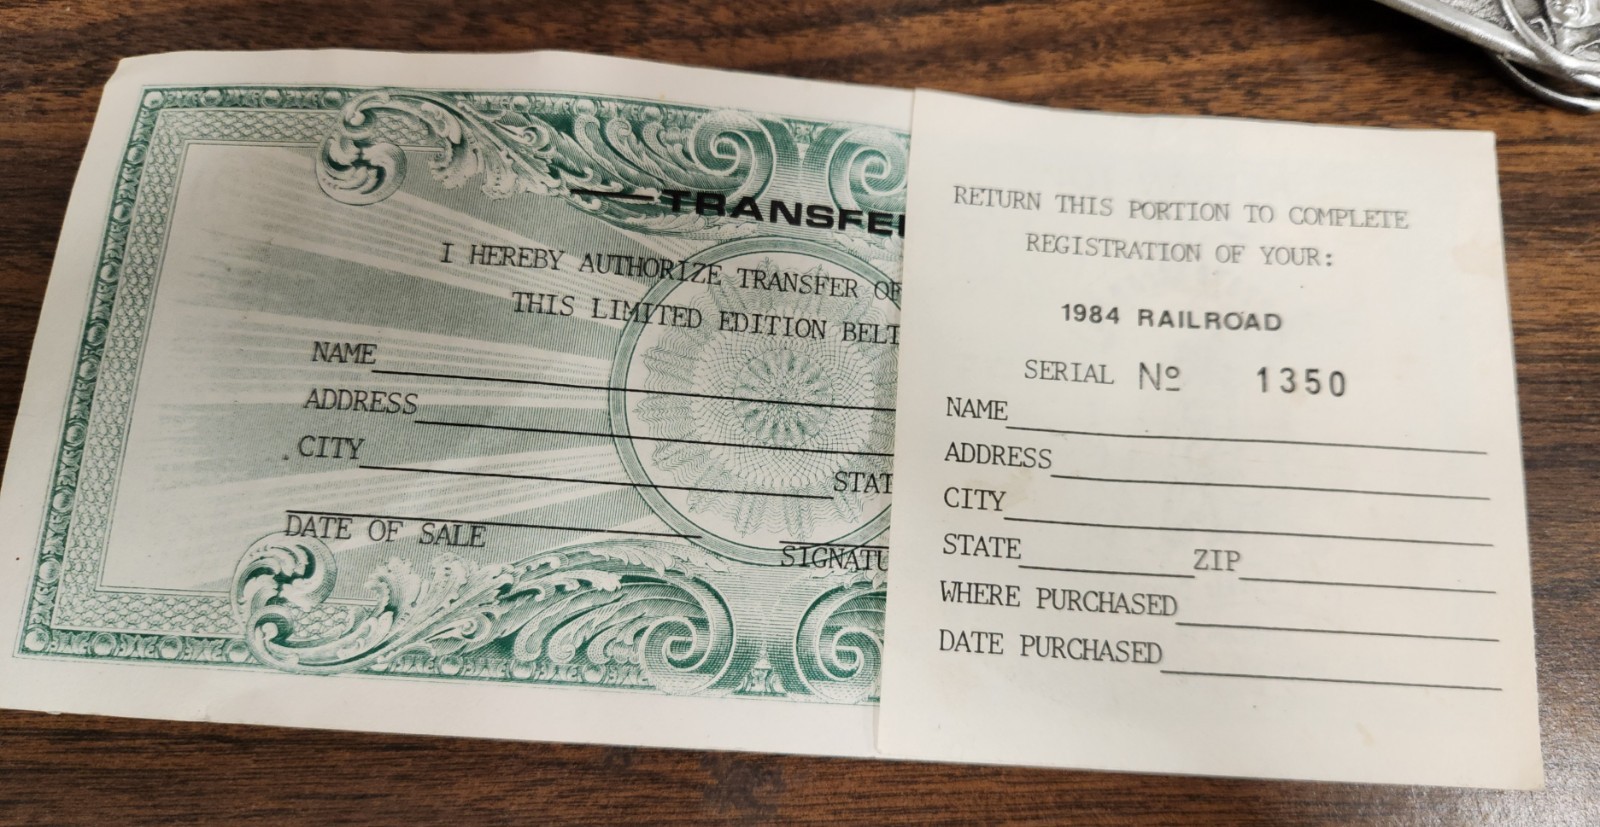 TRANSFER
I HEREBY AUTHORIZE TRANSFER OF
THIS LIMITED EDITION BELT
NAME
ADDRESS
CITY
STAT
DATE OF SALE
SIGNATU
RETURN THIS PORTION TO COMPLETE
REGISTRATION OF YOUR:
1984 RAILROAD
SERIAL Nº 1350
NAME
ADDRESS
CITY
STATE ZIP
WHERE PURCHASED
DATE PURCHASED